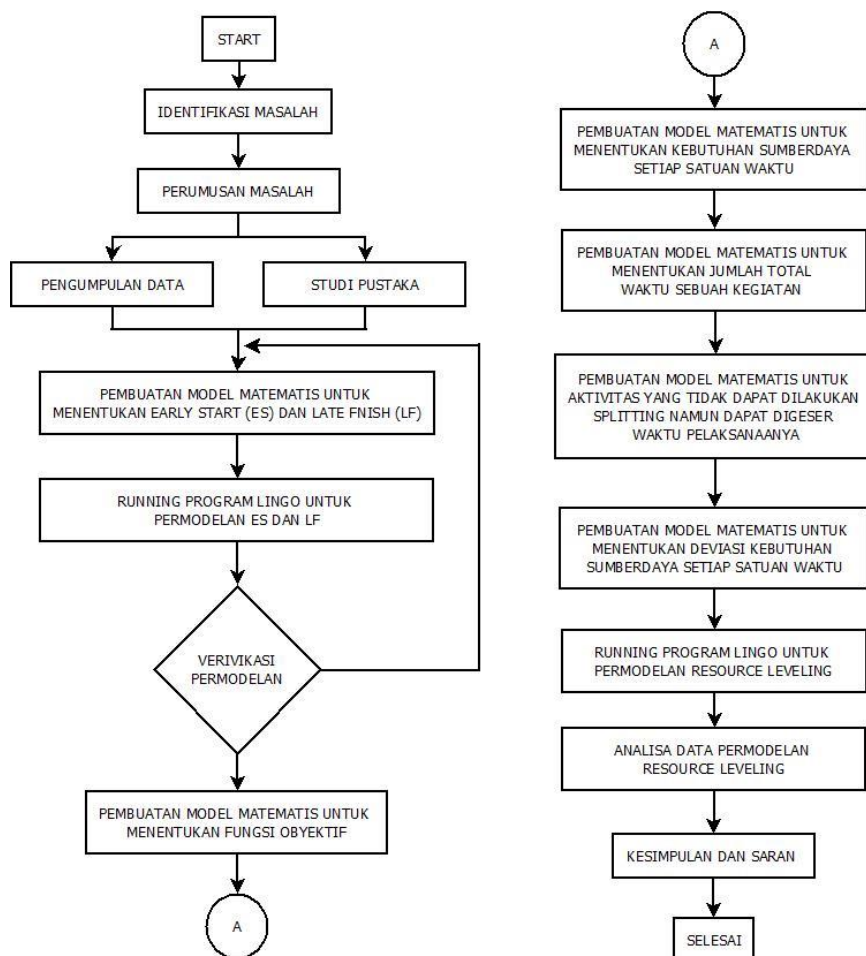 START
IDENTIFIKASI MASALAH
PERUMUSAN MASALAH
PENGUMPULAN DATA
STUDI PUSTAKA
PEMBUATAN MODEL MATEMATIS UNTUK
MENENTUKAN EARLY START (ES) DAN LATE FNISH (LF)
RUNNING PROGRAM LINGO UNTUK
PERMODELAN ES DAN LF
VERIVIKASI
PERMODELAN
PEMBUATAN MODEL MATEMATIS UNTUK
MENENTUKAN FUNGSI OBYEKTIF
A
A
PEMBUATAN MODEL MATEMATIS UNTUK
MENENTUKAN KEBUTUHAN SUMBERDAYA
SETIAP SATUAN WAKTU
PEMBUATAN MODEL MATEMATIS UNTUK
MENENTUKAN JUMLAH TOTAL
WAKTU SEBUAH KEGIATAN
PEMBUATAN MODEL MATEMATIS UNTUK
AKTIVITAS YANG TIDAK DAPAT DILAKUKAN
SPLITTING NAMUN DAPAT DIGESER
WAKTU PELAKSANAANYA
PEMBUATAN MODEL MATEMATIS UNTUK
MENENTUKAN DEVIASI KEBUTUHAN
SUMBERDAYA SETIAP SATUAN WAKTU
RUNNING PROGRAM LINGO UNTUK
PERMODELAN RESOURCE LEVELING
ANALISA DATA PERMODELAN
RESOURCE LEVELING
KESIMPULAN DAN SARAN
SELESAI